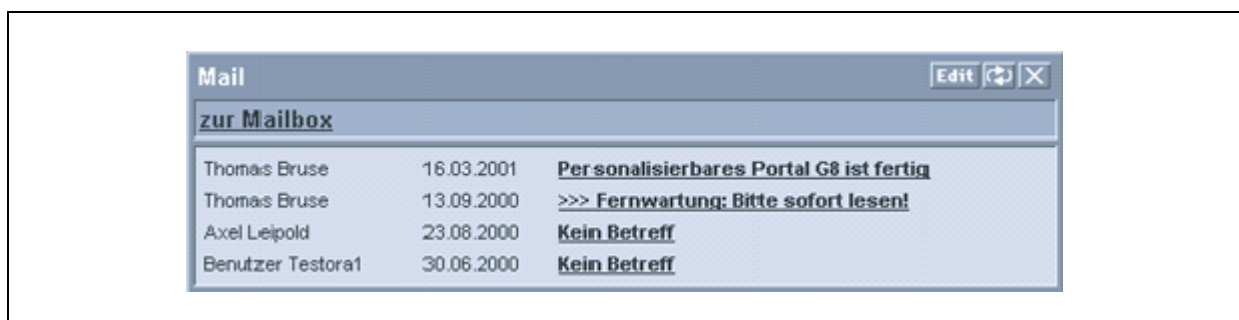 Mail Edit
zur Mailbox
Thomas Bruse 16.03.2001 Personalisierbares Portal G8 ist fertig
Thomas Bruse 13.09.2000 >>> Fernwartung: Bitte sofort lesen!
Axel Leipold 23.08.2000 Kein Betreff
Benutzer Testora1 30.06.2000 Kein Betreff